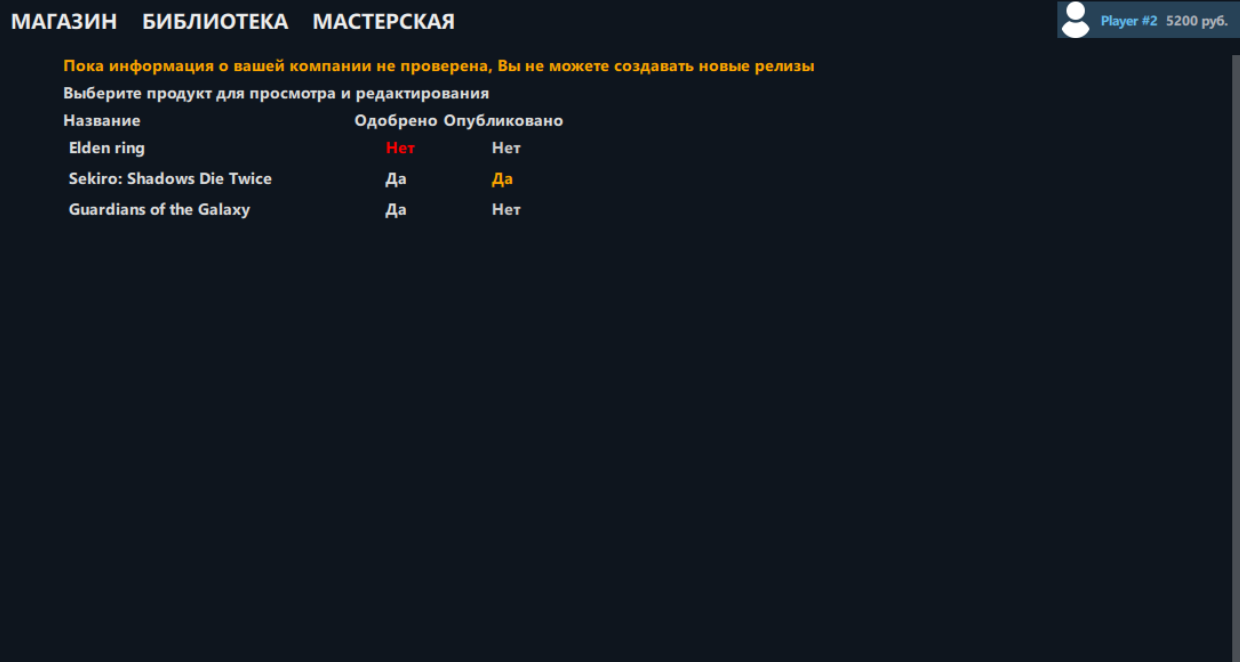 МАГАЗИН БИБЛИОТЕКА МАСТЕРСКАЯ Player #2 5200 руб.
Пока информация о вашей компании не проверена, Вы не можете создавать новые релизы
Выберите продукт для просмотра и редактирования
Название Одобрено Опубликовано
Elden ring Нет Нет
Sekiro: Shadows Die Twice Да Да
Guardians of the Galaxy Да Нет